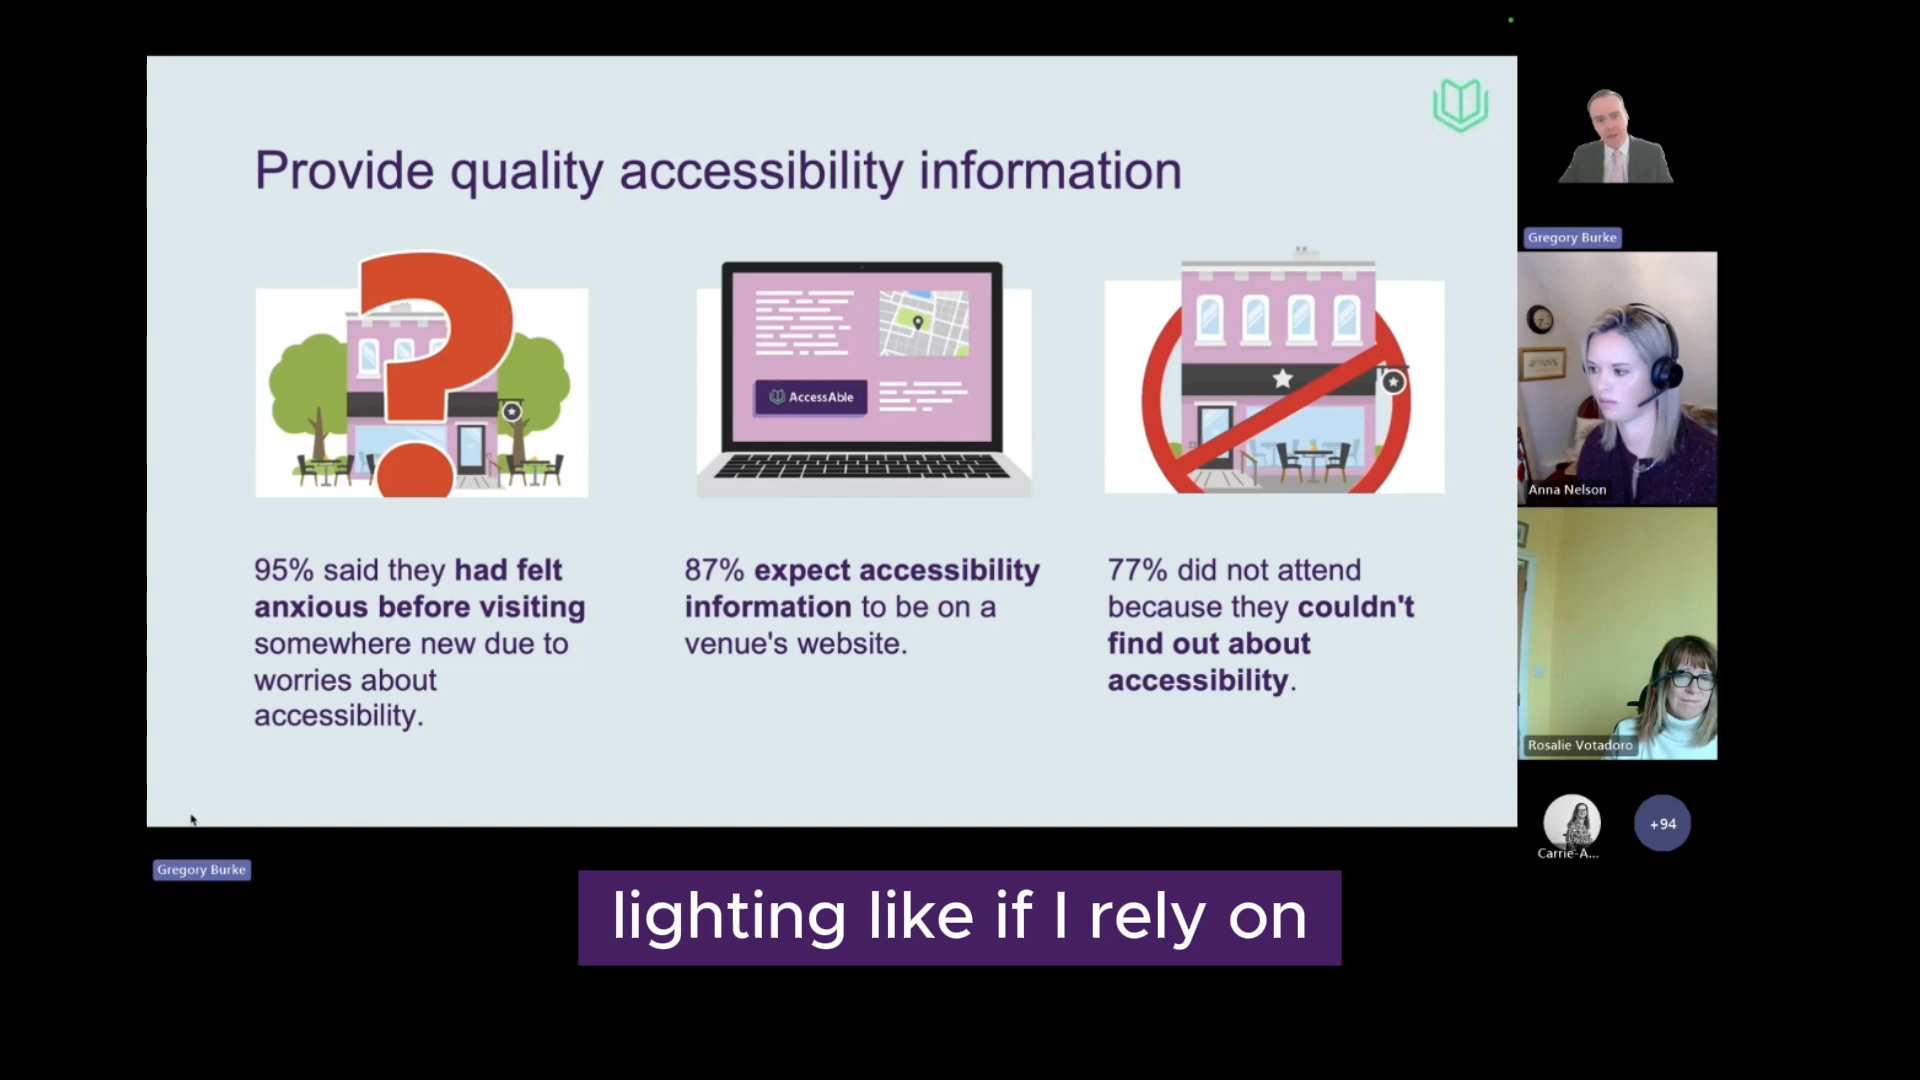 Provide quality accessibility information
AccessAble
95% said they had felt
anxious before visiting
somewhere new due to
worries about
accessibility.
87% expect accessibility
information to be on a
venue's website.
77% did not attend
because they couldn't
find out about
accessibility.
Gregory Burke
Anna Nelson
Rosalie Votadoro
Carrie-A...
+94
Gregory Burke
lighting like if I rely on